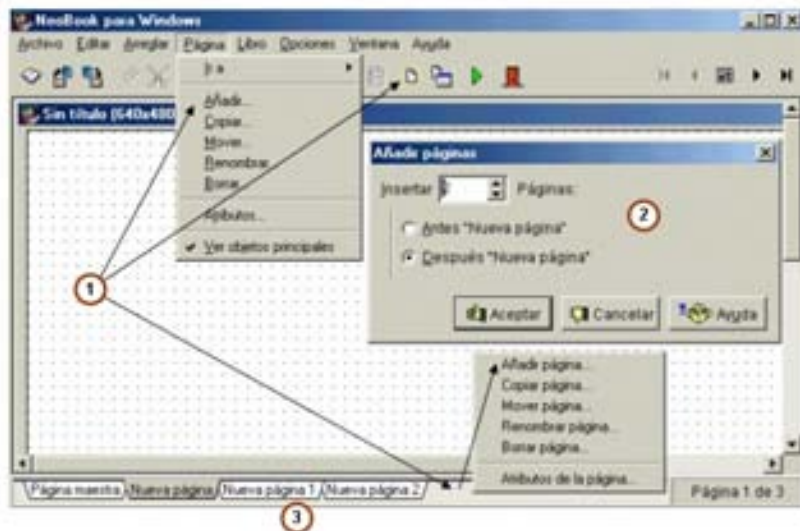 NeoBook para Windows
Archivo Editar Arreglar Página Libro Opciones Ventana Ayuda
Ir a
Sin título (640x480
Añadir...
Copiar...
Mover...
Renombrar...
Borrar...
Atributos...
Ver objetos principales
1
Añadir páginas
Insertar Páginas:
2
Antes "Nueva página"
Después "Nueva página"
Aceptar Cancelar Ayuda
Añadir página...
Copiar página...
Mover página...
Renombrar página...
Borrar página...
Atributos de la página...
Página maestra Nueva página Nueva página 1 Nueva página 2 Página 1 de 3
3